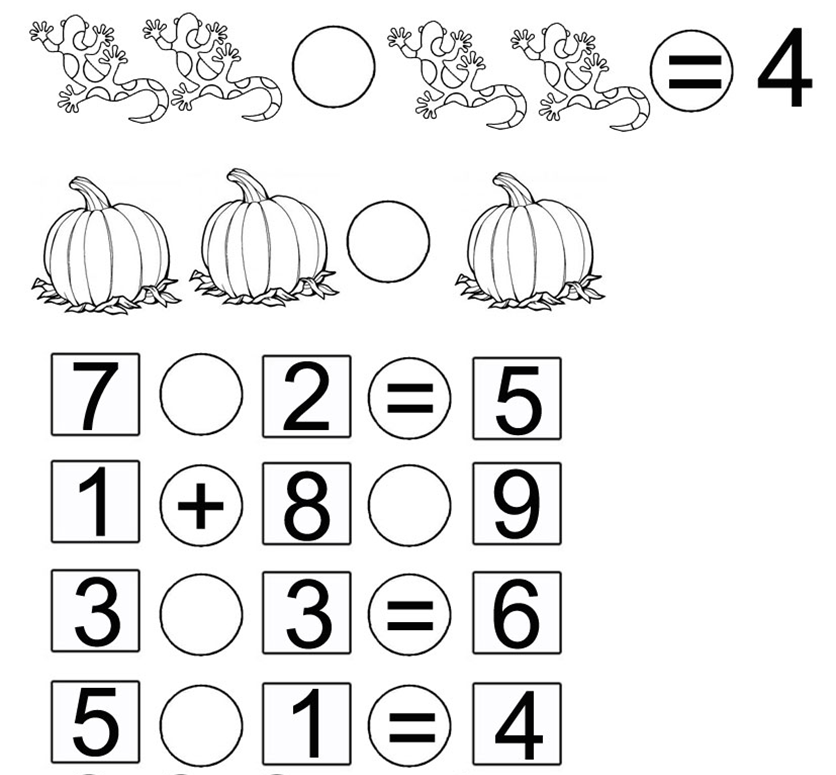 = 4
7 2 = 5
1 + 8 9
3 3 = 6
5 1 = 4